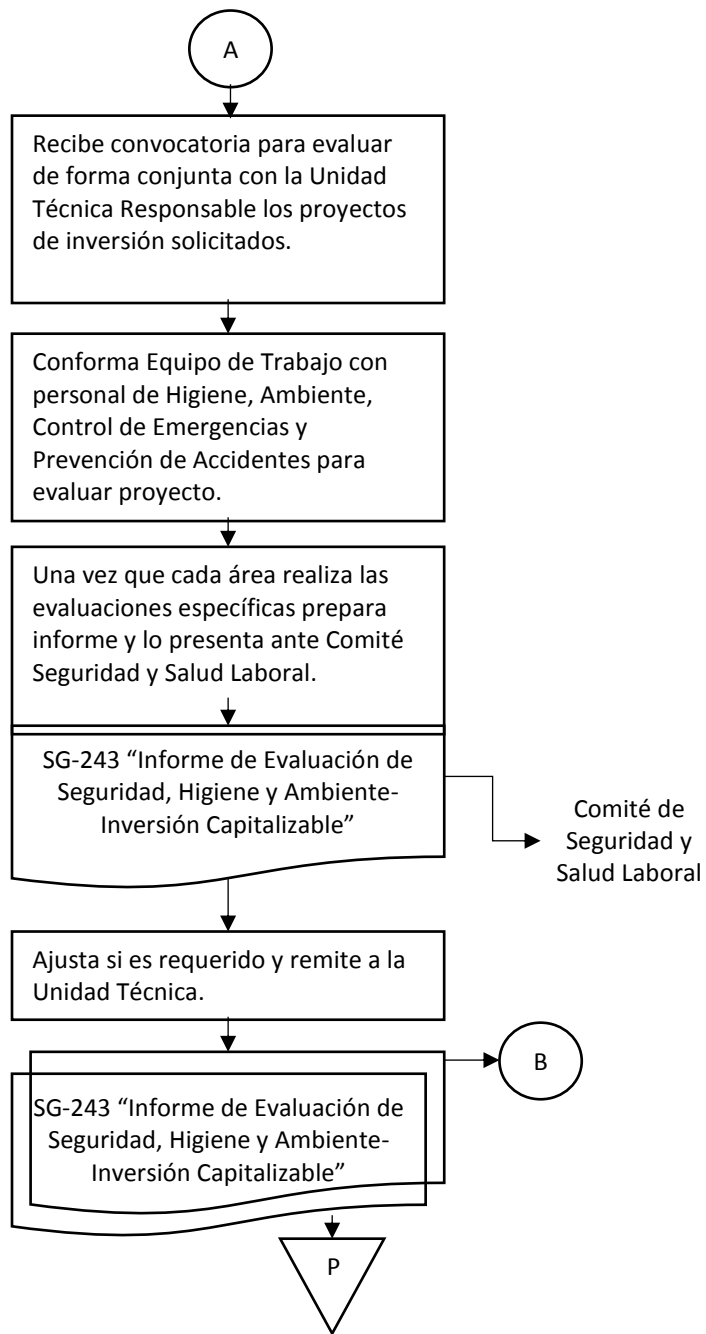 A
Recibe convocatoria para evaluar
de forma conjunta con la Unidad
Técnica Responsable los proyectos
de inversión solicitados.
Conforma Equipo de Trabajo con
personal de Higiene, Ambiente,
Control de Emergencias y
Prevención de Accidentes para
evaluar proyecto.
Una vez que cada área realiza las
evaluaciones específicas prepara
informe y lo presenta ante Comité
Seguridad y Salud Laboral.
SG-243 “Informe de Evaluación de
Seguridad, Higiene y Ambiente-
Inversión Capitalizable”
Comité de
Seguridad y
Salud Laboral
Ajusta si es requerido y remite a la
Unidad Técnica.
B
SG-243 “Informe de Evaluación de
Seguridad, Higiene y Ambiente-
Inversión Capitalizable”
P